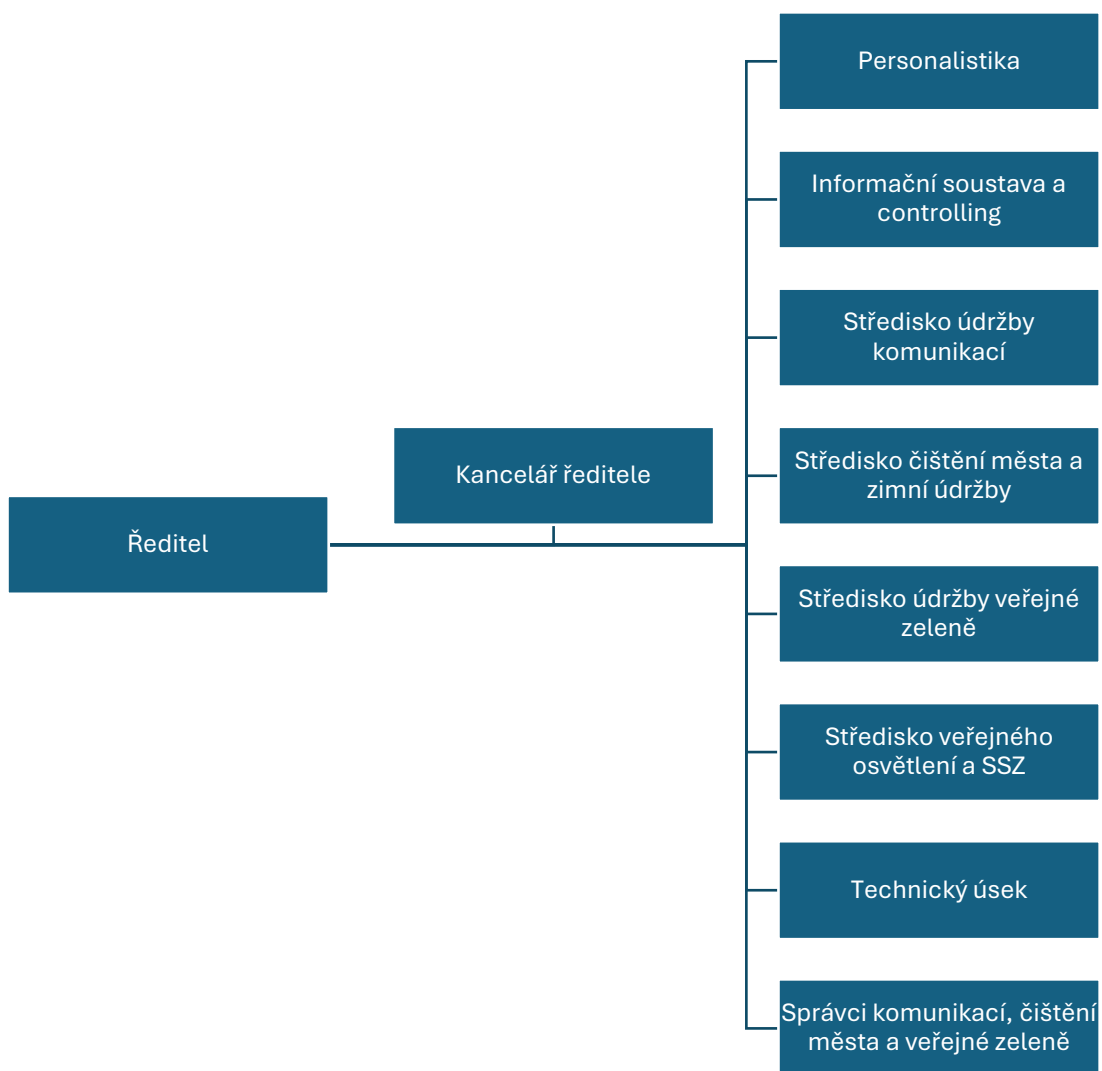 Personalistika
Informační soustava a
controlling
Středisko údržby
komunikací
Kancelář ředitele
Středisko čištění města a
zimní údržby
Ředitel
Středisko údržby veřejné
zeleně
Středisko veřejného
osvětlení a SSZ
Technický úsek
Správci komunikací, čištění
města a veřejné zeleně